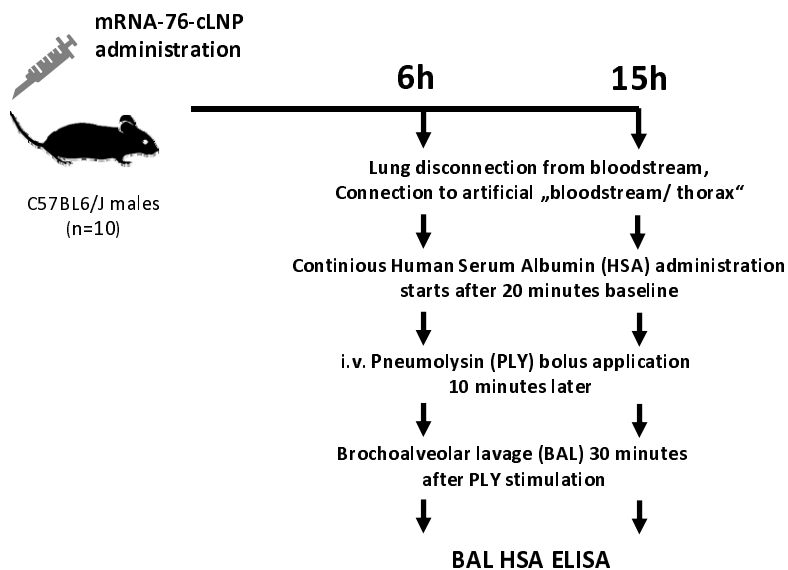 mRNA-76-cLNP
administration
6h
15h
C57BL6/J males
(n=10)
Lung disconnection from bloodstream,
Connection to artificial „bloodstream/ thorax“
Continious Human Serum Albumin (HSA) administration
starts after 20 minutes baseline
i.v. Pneumolysin (PLY) bolus application
10 minutes later
Brochoalveolar lavage (BAL) 30 minutes
after PLY stimulation
BAL HSA ELISA